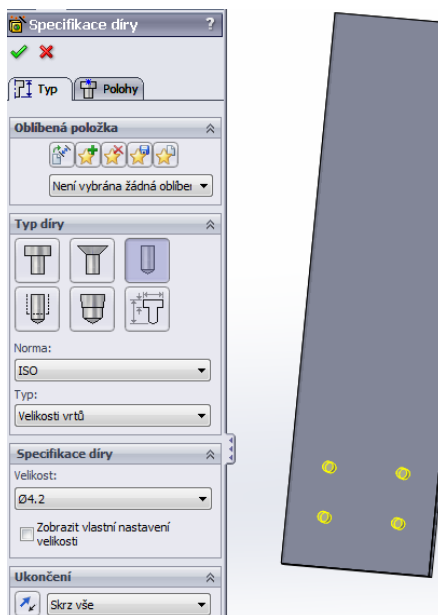 Specifikace díry ?
Typ Polohy
Oblíbená položka
Není vybrána žádná oblíber
Typ díry
Norma:
ISO
Typ:
Velikosti vrtů
Specifikace díry
Velikost:
Ø4.2
Zobrazit vlastní nastavení
velikosti
Ukončení
Skrz vše